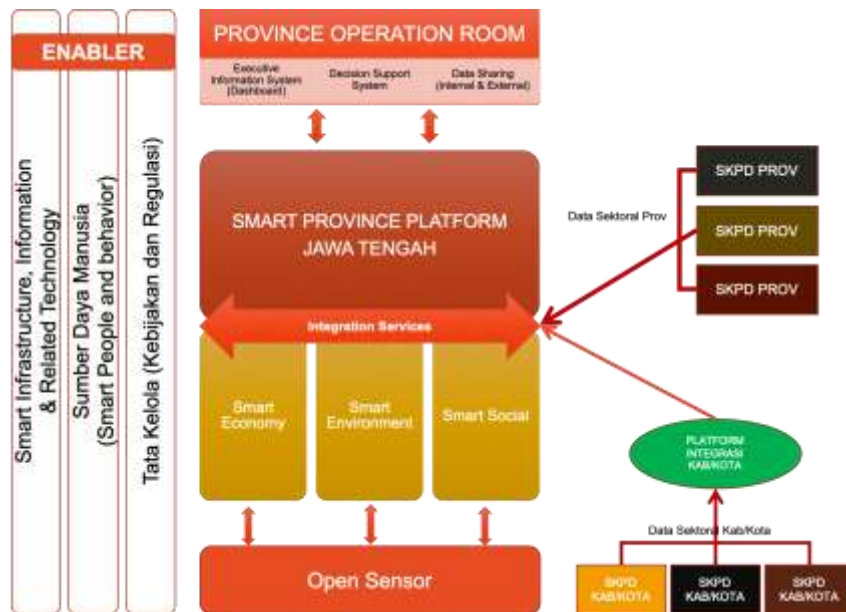 ENABLER
Smart Infrastructure, Information
& Related Technology
Sumber Daya Manusia
(Smart People and behavior)
Tata Kelola (Kebijakan dan Regulasi)
PROVINCE OPERATION ROOM
Executive
Information System
(Dashboard)
Decision Support
System
Data Sharing
(Internal & External)
SMART PROVINCE PLATFORM
JAWA TENGAH
Integration Services
Smart
Economy
Smart
Environment
Smart Social
Open Sensor
SKPD PROV
Data Sektoral Prov
SKPD PROV
SKPD PROV
PLATFORM
INTEGRASI
KAB/KOTA
Data Sektoral Kab/Kota
SKPD
KAB/KOTA
SKPD
KAB/KOTA
SKPD
KAB/KOTA